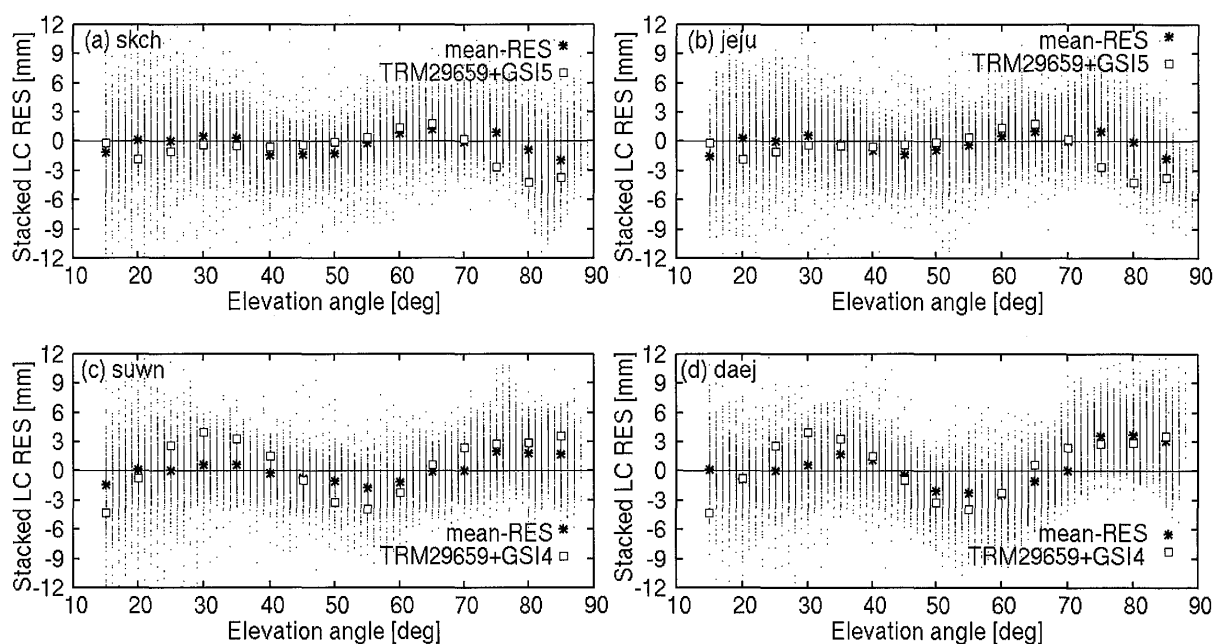 (a) skch
mean-RES *
TRM29659+GSI5 □
Stacked LC RES [mm]
12
9
6
3
0
-3
-6
-9
-12
10 20 30 40 50 60 70 80 90
Elevation angle [deg]
(b) jeju
mean-RES *
TRM29659+GSI5 □
Stacked LC RES [mm]
12
9
6
3
0
-3
-6
-9
-12
10 20 30 40 50 60 70 80 90
Elevation angle [deg]
(c) suwn
mean-RES *
TRM29659+GSI4 □
Stacked LC RES [mm]
12
9
6
3
0
-3
-6
-9
-12
10 20 30 40 50 60 70 80 90
Elevation angle [deg]
(d) daej
mean-RES *
TRM29659+GSI4 □
Stacked LC RES [mm]
12
9
6
3
0
-3
-6
-9
-12
10 20 30 40 50 60 70 80 90
Elevation angle [deg]